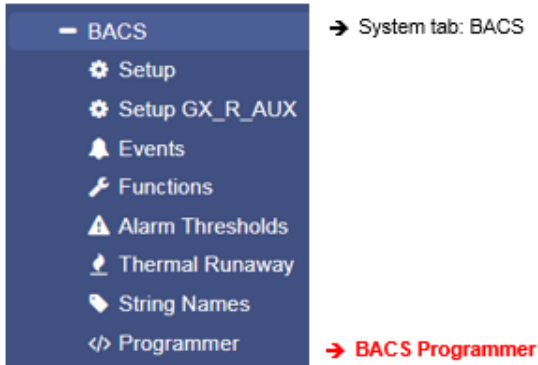 BACS → System tab: BACS
Setup
Setup GX_R_AUX
Events
Functions
Alarm Thresholds
Thermal Runaway
String Names
Programmer → BACS Programmer